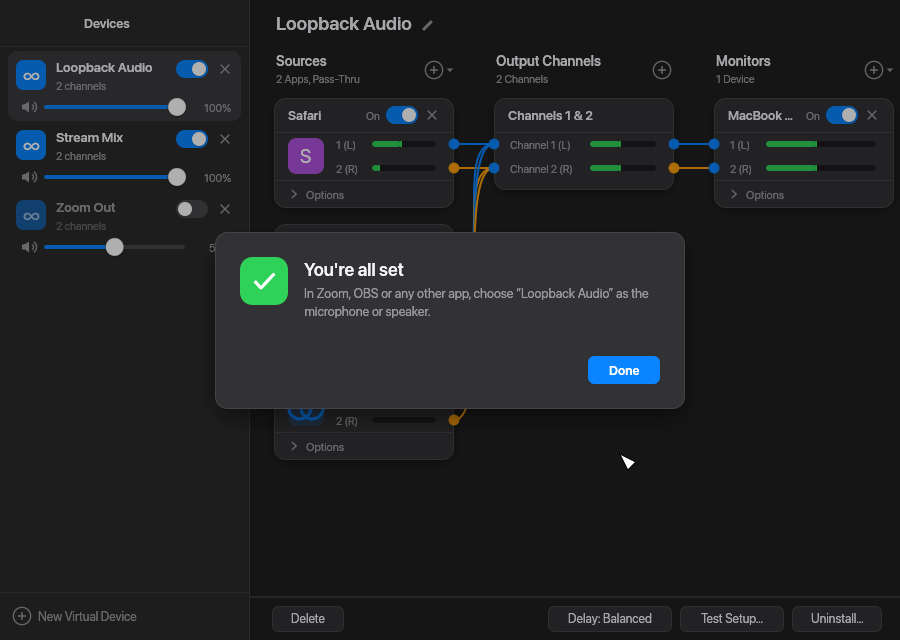 Devices
Loopback Audio
2 channels
100%
Stream Mix
2 channels
100%
Zoom Out
2 channels
Loopback Audio
Sources
2 Apps, Pass-Thru
Output Channels
2 Channels
Monitors
1 Device
Safari
On
S
1 (L)
2 (R)
Options
Channels 1 & 2
Channel 1 (L)
Channel 2 (R)
MacBook ...
On
1 (L)
2 (R)
Options
You're all set
In Zoom, OBS or any other app, choose “Loopback Audio” as the
microphone or speaker.
Done
2 (R)
Options
New Virtual Device
Delete
Delay: Balanced
Test Setup...
Uninstall...